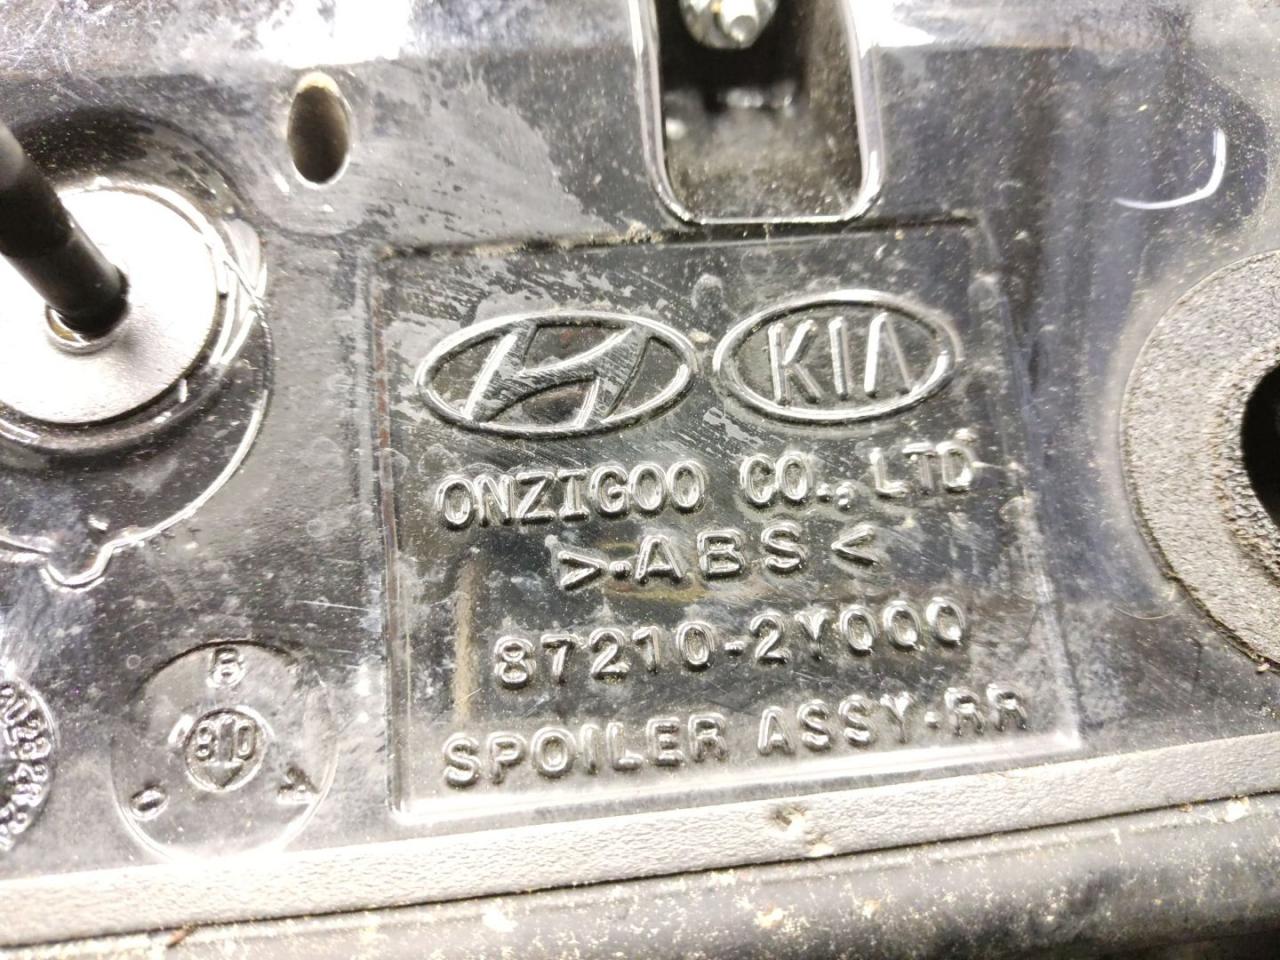 KIA
ONZIGOO CO., LTD
>·ABS<
87210-2Y000
SPOILER ASSY-RR
B
C
A